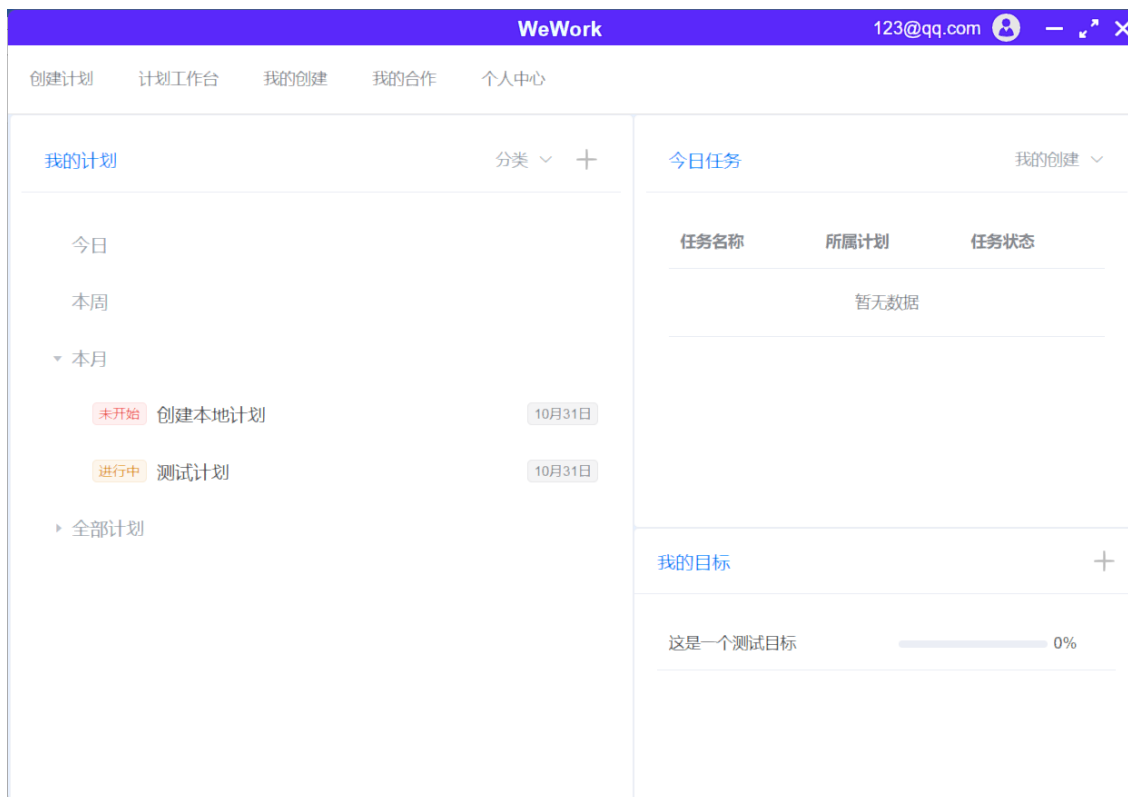 WeWork 123@qq.com
创建计划 计划工作台 我的创建 我的合作 个人中心
我的计划 分类
今日
本周
本月
未开始 创建本地计划 10月31日
进行中 测试计划 10月31日
全部计划
今日任务 我的创建
任务名称 所属计划 任务状态
暂无数据
我的目标
这是一个测试目标 0%